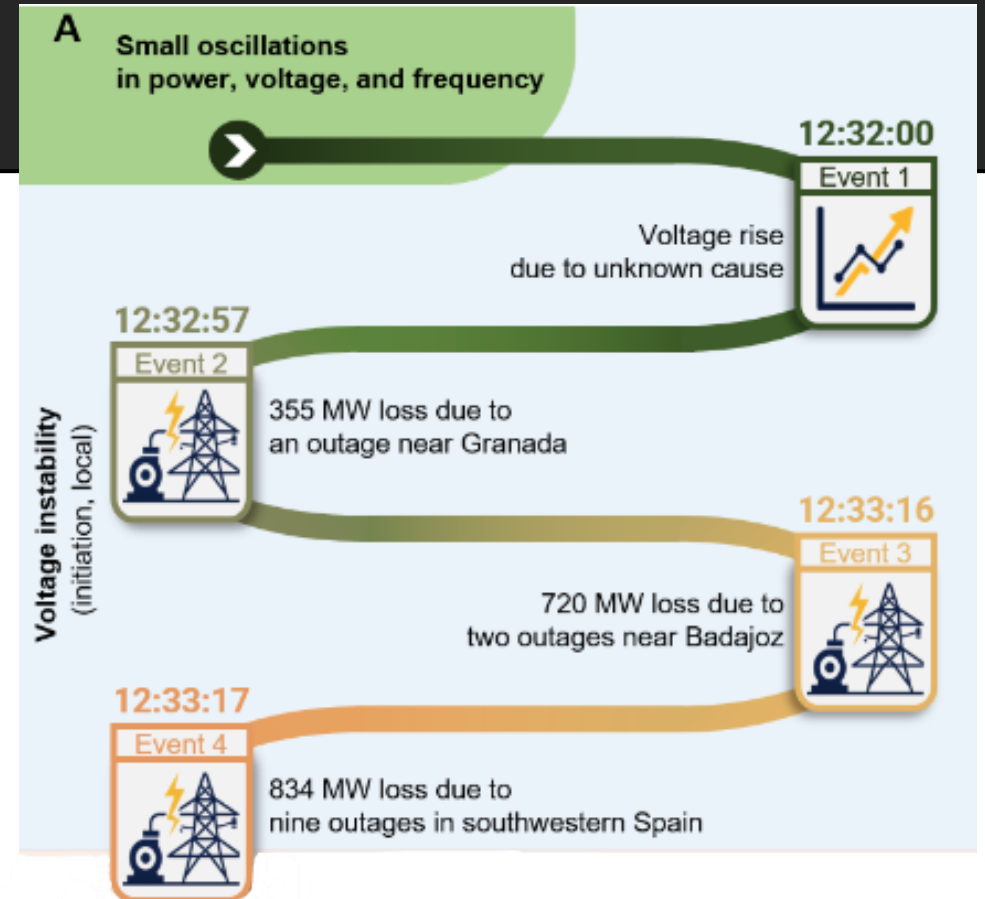 A
Small oscillations
in power, voltage, and frequency
12:32:00
Event 1
Voltage rise
due to unknown cause
12:32:57
Event 2
355 MW loss due to
an outage near Granada
Voltage instability
(initiation, local)
12:33:16
Event 3
720 MW loss due to
two outages near Badajoz
12:33:17
Event 4
834 MW loss due to
nine outages in southwestern Spain